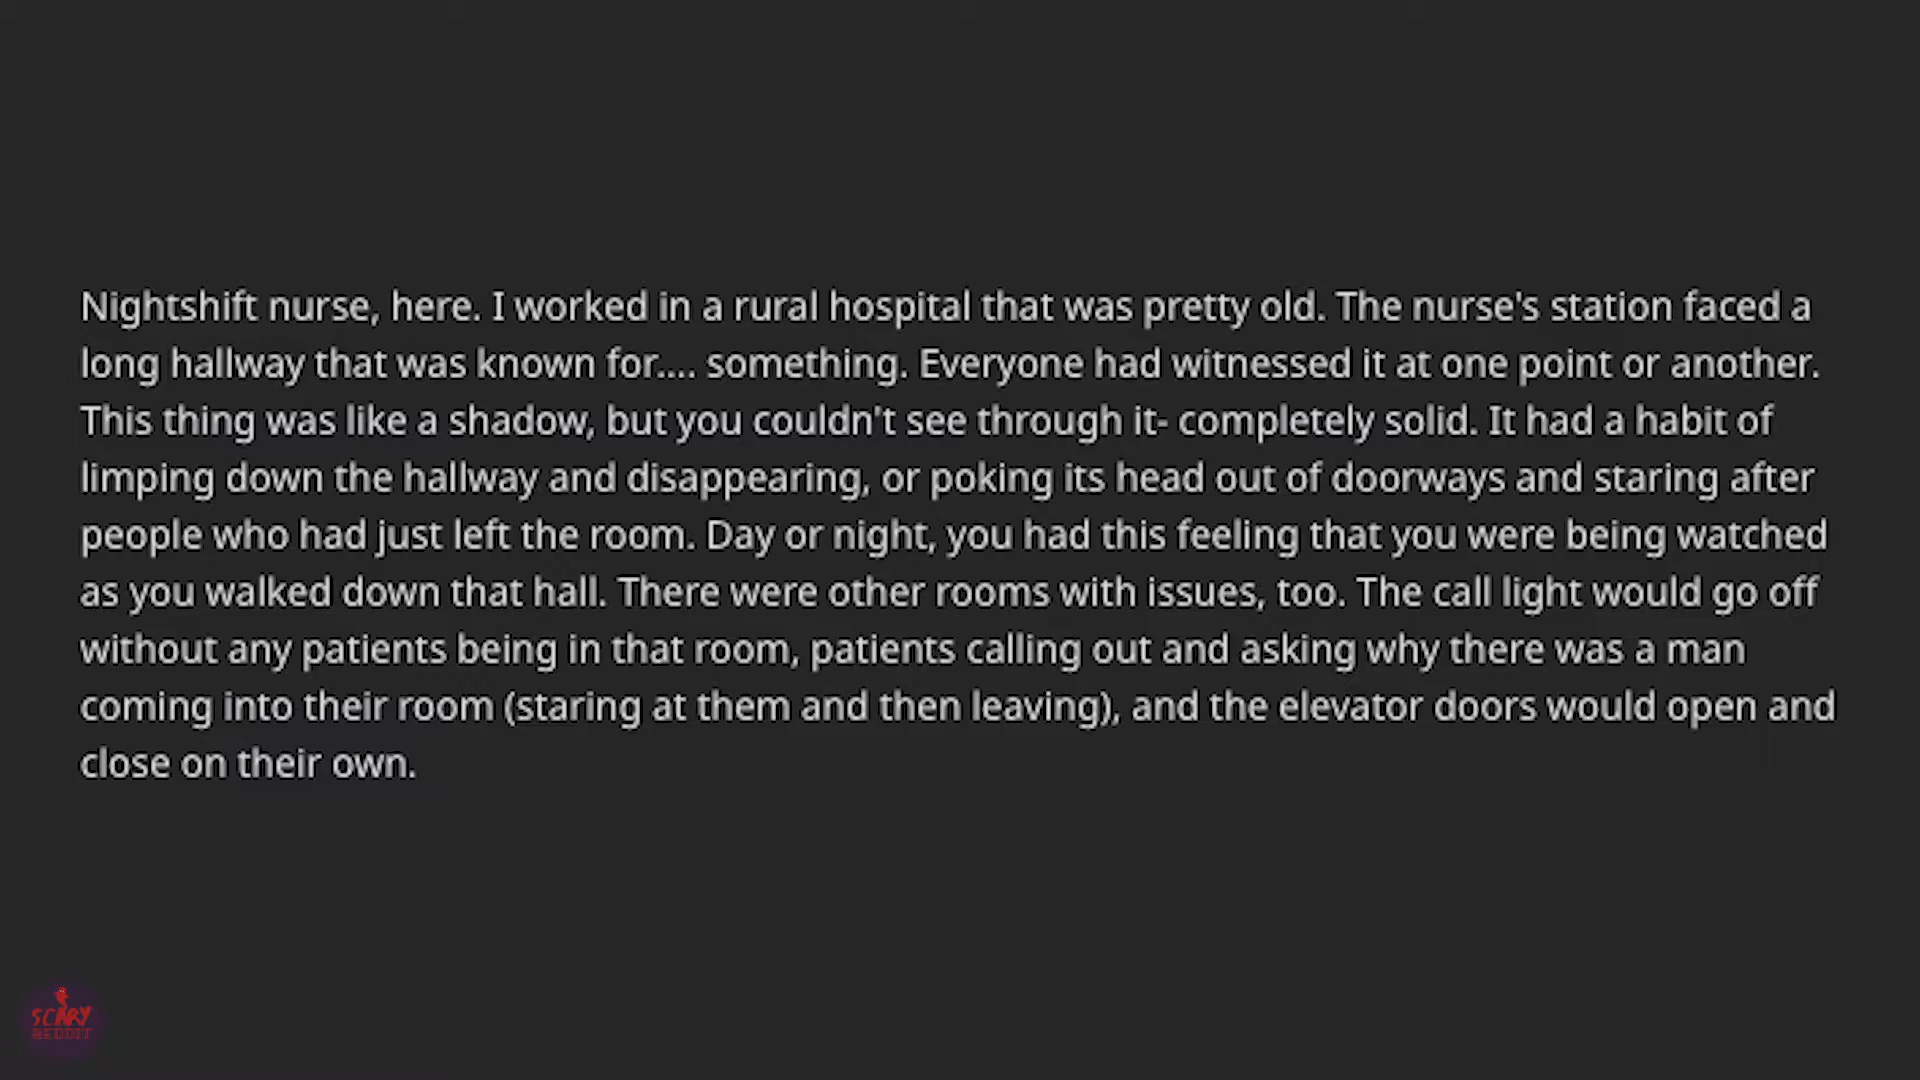 Nightshift nurse, here. I worked in a rural hospital that was pretty old. The nurse's station faced a
long hallway that was known for.... something. Everyone had witnessed it at one point or another.
This thing was like a shadow, but you couldn't see through it- completely solid. It had a habit of
limping down the hallway and disappearing, or poking its head out of doorways and staring after
people who had just left the room. Day or night, you had this feeling that you were being watched
as you walked down that hall. There were other rooms with issues, too. The call light would go off
without any patients being in that room, patients calling out and asking why there was a man
coming into their room (staring at them and then leaving), and the elevator doors would open and
close on their own.
SCARY
REDDIT